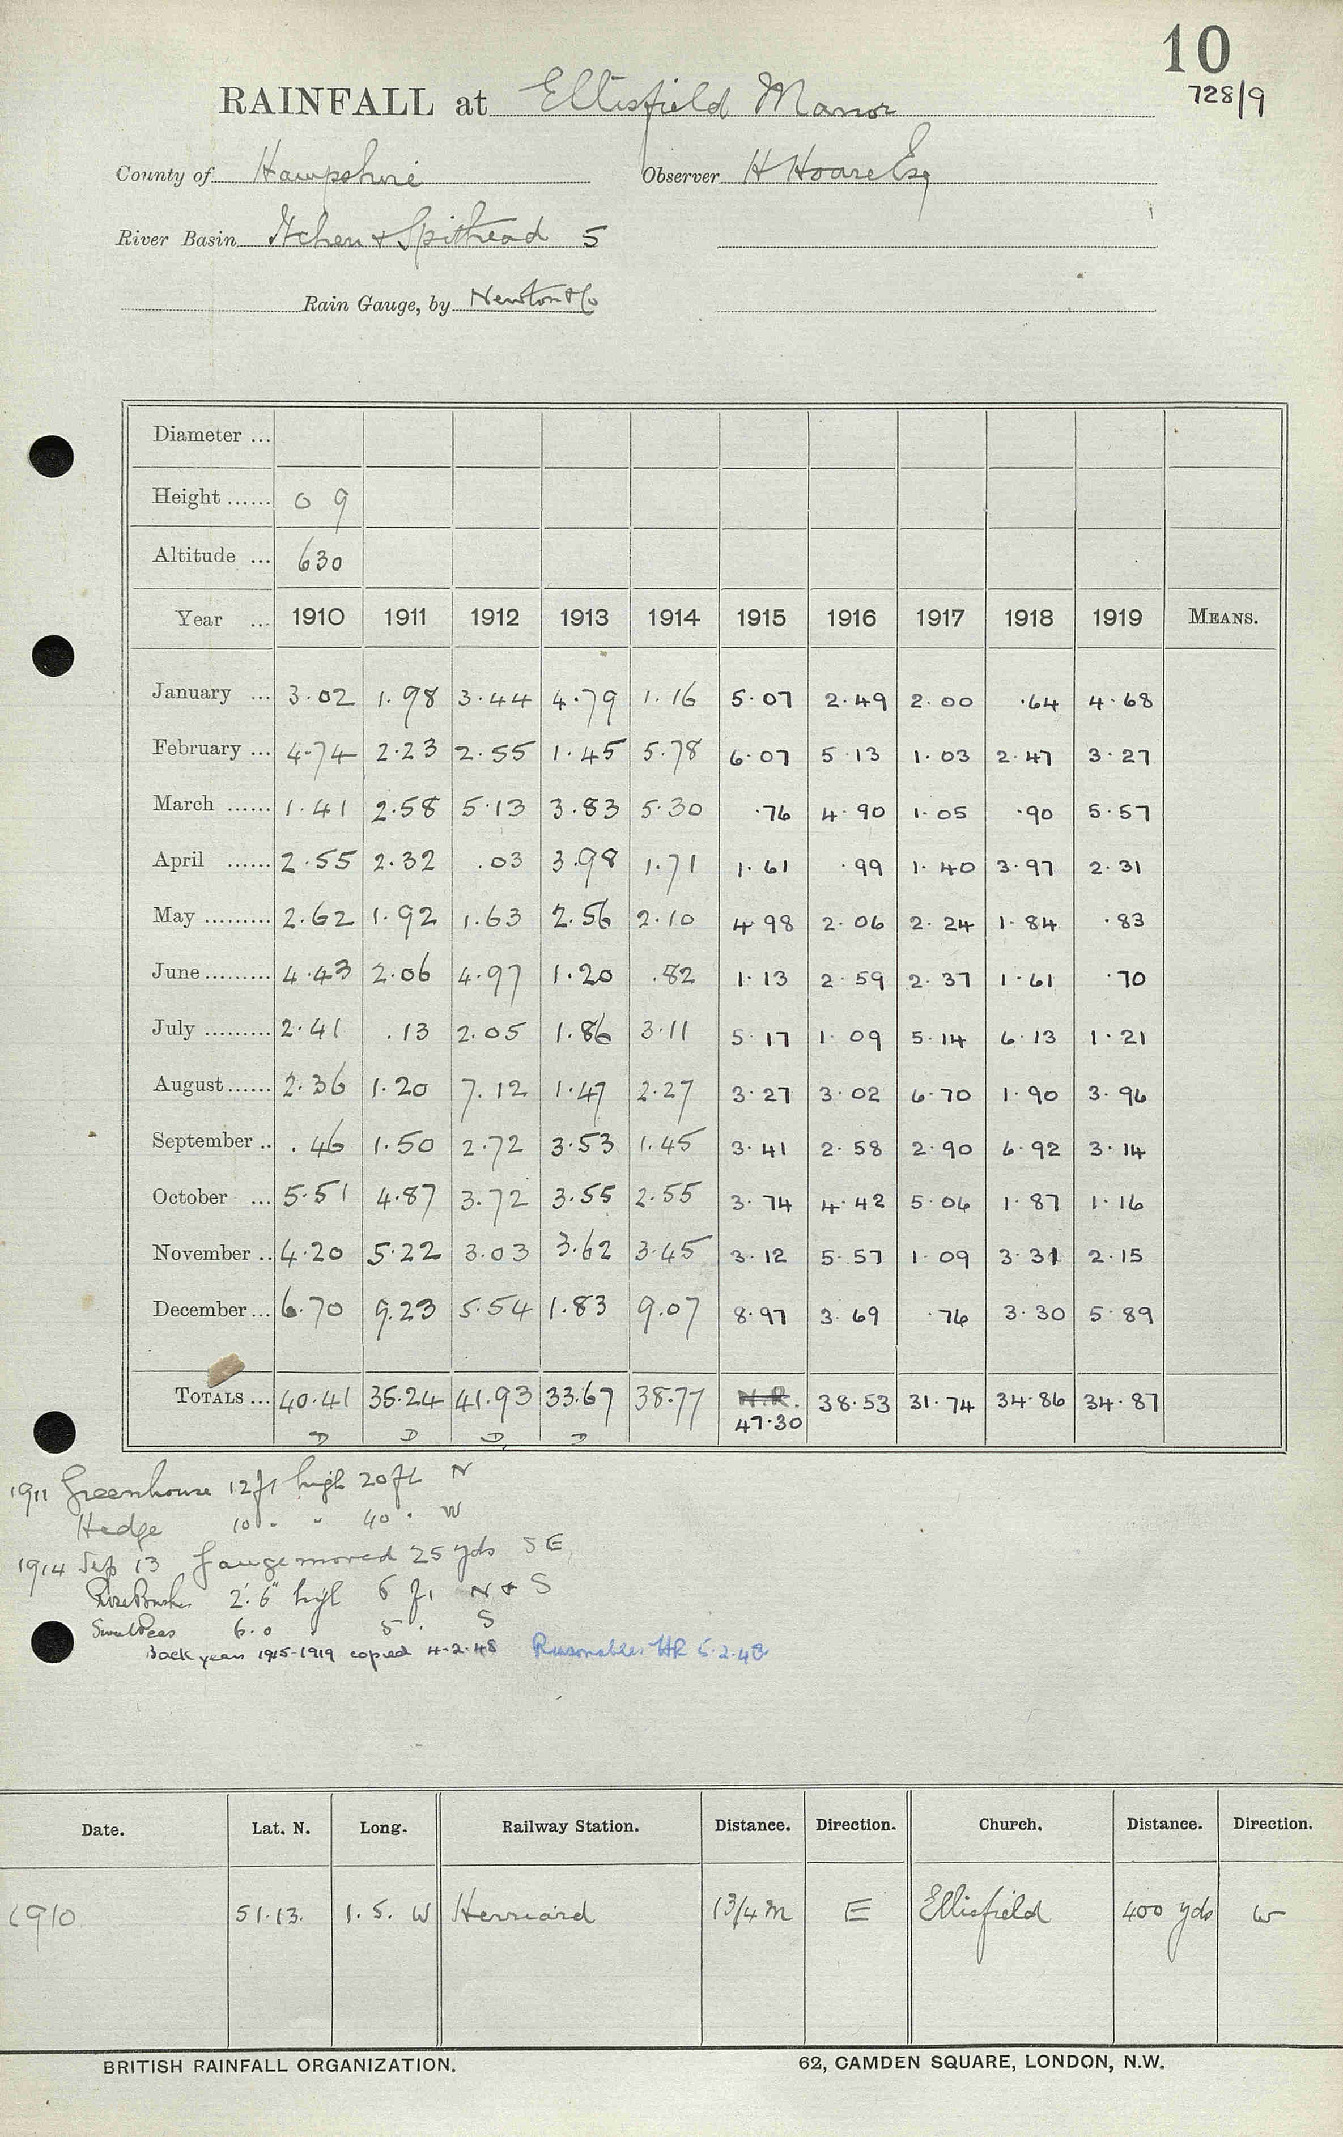 10
RAINFALL at Ellisfield Manor 728/9
County of Hampshire Observer H Hoare Esq
River Basin Itchen & Spithead 5
Rain Gauge, by Newton & Co
Diameter ...
Height ...... 0 9
Altitude ... 630
Year ... 1910 1911 1912 1913 1914 1915 1916 1917 1918 1919 MEANS.
January ... 3.02 1.98 3.44 4.79 1.16 5.07 2.49 2.00 .64 4.68
February ... 4.74 2.23 2.55 1.45 5.78 6.07 5.13 1.03 2.47 3.27
March ...... 1.41 2.58 5.13 3.83 5.30 .76 4.90 1.05 .90 5.57
April ...... 2.55 2.32 .03 3.98 1.71 1.61 .99 1.40 3.97 2.31
May ......... 2.62 1.92 1.63 2.56 2.10 4.98 2.06 2.24 1.84 .83
June ......... 4.43 2.06 4.97 1.20 .82 1.13 2.59 2.37 1.61 .70
July ......... 2.41 .13 2.05 1.86 3.11 5.17 1.09 5.14 6.13 1.21
August ...... 2.36 1.20 7.12 1.47 2.27 3.27 3.02 6.70 1.90 3.96
September .. .46 1.50 2.72 3.53 1.45 3.41 2.58 2.90 6.92 3.14
October ... 5.51 4.87 3.72 3.55 2.55 3.74 4.42 5.06 1.87 1.16
November .. 4.20 5.22 3.03 3.62 3.45 3.12 5.57 1.09 3.31 2.15
December ... 6.70 9.23 5.54 1.83 9.07 8.97 3.69 .76 3.30 5.89
TOTALS ... 40.41 35.24 41.93 33.67 38.77 N.R. 47.30 38.53 31.74 34.86 34.87
D D D D
1911 Greenhouse 12ft high 20ft N
Hedge 10 " " 40 " W
1914 Sep 13 Gauge moved 25 yds SE
Rose Bushes 2'.6" high 6 ft N & S
Sweet Peas 6.0 5 " S
Back years 1915-1919 copied 4.2.48 Reasonable HR 5.2.48
Date. Lat. N. Long. Railway Station. Distance. Direction. Church. Distance. Direction.
1910 51.13. 1.5. W Herriard 1 3/4 m E Ellisfield 400 yds W
BRITISH RAINFALL ORGANIZATION. 62, CAMDEN SQUARE, LONDON, N.W.